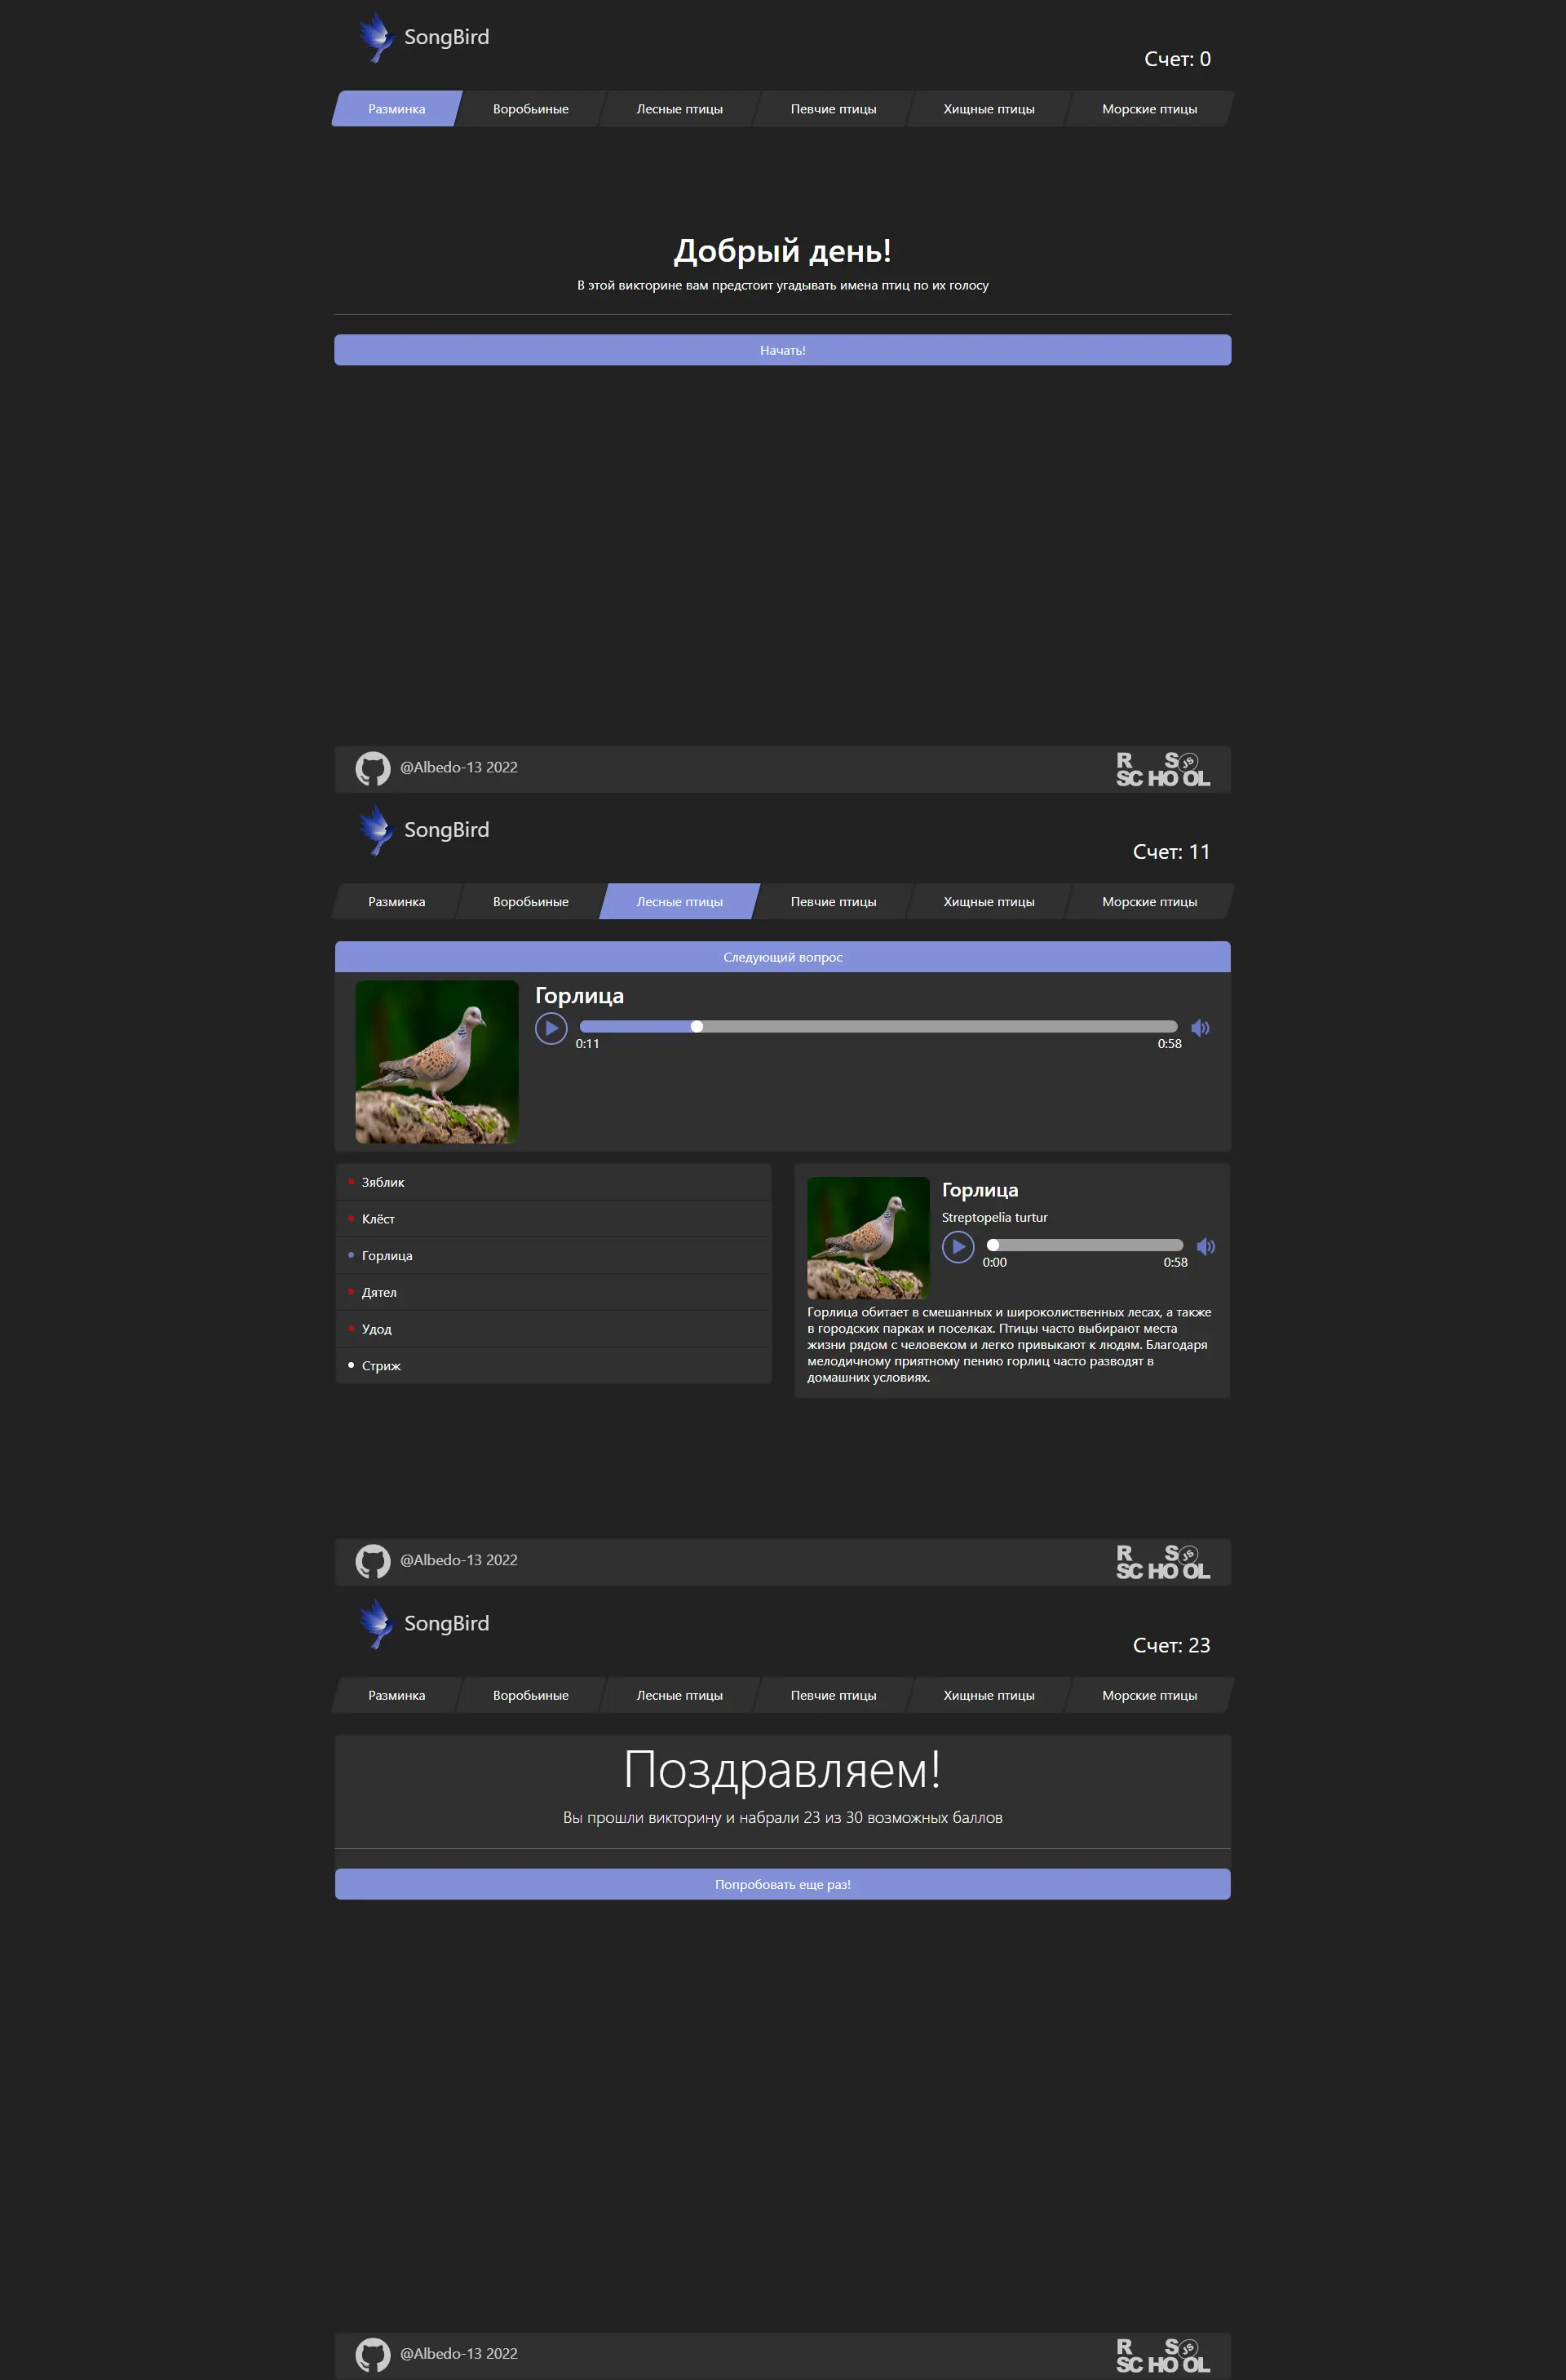 SongBird
Счет: 0
Разминка
Воробьиные
Лесные птицы
Певчие птицы
Хищные птицы
Морские птицы
Добрый день!
В этой викторине вам предстоит угадывать имена птиц по их голосу
Начать!
@Albedo-13 2022
R S JS
SCHOOL
SongBird
Счет: 11
Разминка
Воробьиные
Лесные птицы
Певчие птицы
Хищные птицы
Морские птицы
Следующий вопрос
Горлица
0:11
0:58
Зяблик
Клёст
Горлица
Дятел
Удод
Стриж
Горлица
Streptopelia turtur
0:00
0:58
Горлица обитает в смешанных и широколиственных лесах, а также
в городских парках и поселках. Птицы часто выбирают места
жизни рядом с человеком и легко привыкают к людям. Благодаря
мелодичному приятному пению горлиц часто разводят в
домашних условиях.
@Albedo-13 2022
R S JS
SCHOOL
SongBird
Счет: 23
Разминка
Воробьиные
Лесные птицы
Певчие птицы
Хищные птицы
Морские птицы
Поздравляем!
Вы прошли викторину и набрали 23 из 30 возможных баллов
Попробовать еще раз!
@Albedo-13 2022
R S JS
SCHOOL